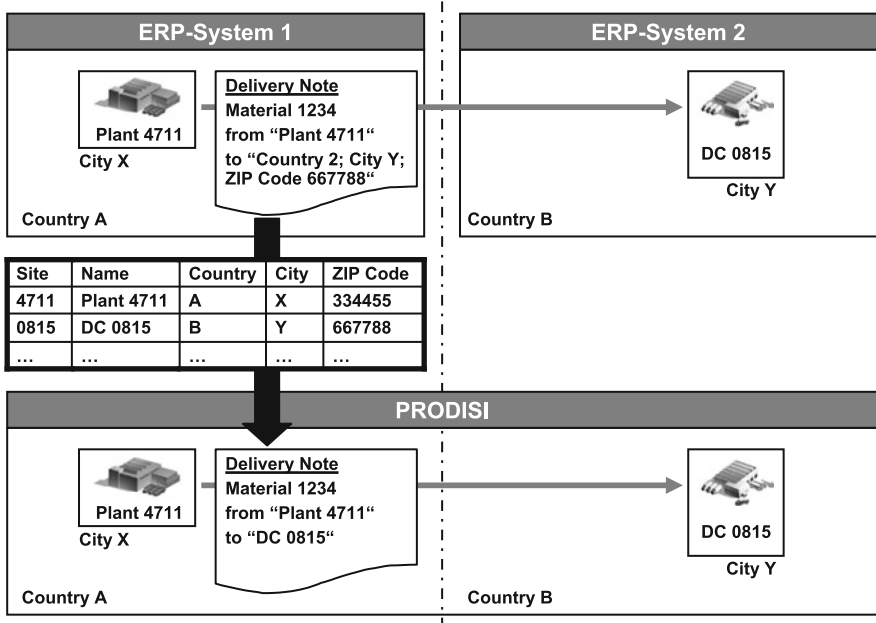 ERP-System 1
ERP-System 2
Plant 4711
City X
Delivery Note
Material 1234
from “Plant 4711“
to “Country 2; City Y;
ZIP Code 667788“
DC 0815
City Y
Country A
Country B
Site Name Country City ZIP Code
4711 Plant 4711 A X 334455
0815 DC 0815 B Y 667788
... ... ... ... ...
PRODISI
Plant 4711
City X
Delivery Note
Material 1234
from “Plant 4711“
to “DC 0815“
DC 0815
City Y
Country A
Country B